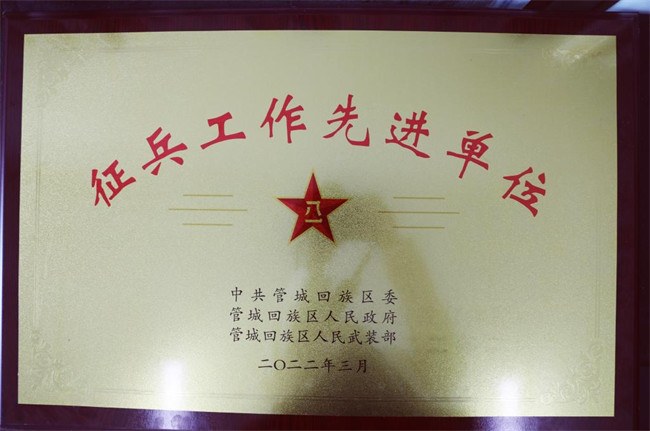 征兵工作先进单位
八一
中共管城回族区委
管城回族区人民政府
管城回族区人民武装部
二〇二二年三月